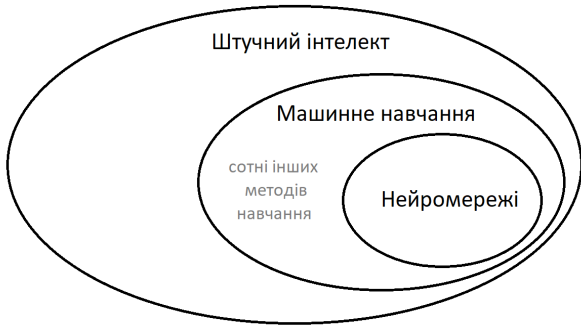 Штучний інтелект
Машинне навчання
сотні інших
методів
навчання
Нейромережі